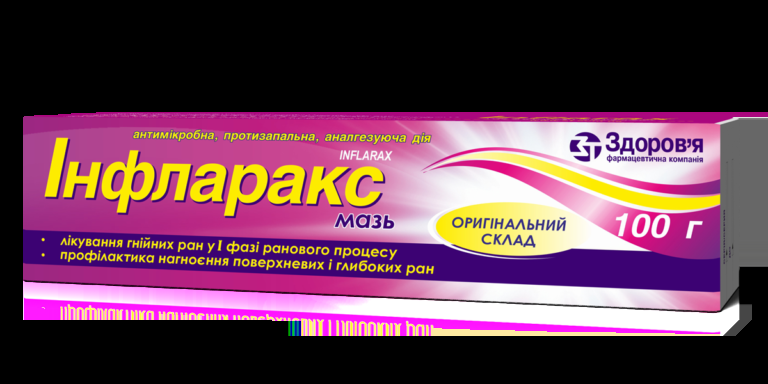 антимікробна, протизапальна, аналгезуюча дія
Інфларакс
INFLARAX
мазь
• лікування гнійних ран у I фазі ранового процесу
• профілактика нагноєння поверхневих і глибоких ран
ОРИГІНАЛЬНИЙ
СКЛАД
Здоров'я
фармацевтична компанія
100 г